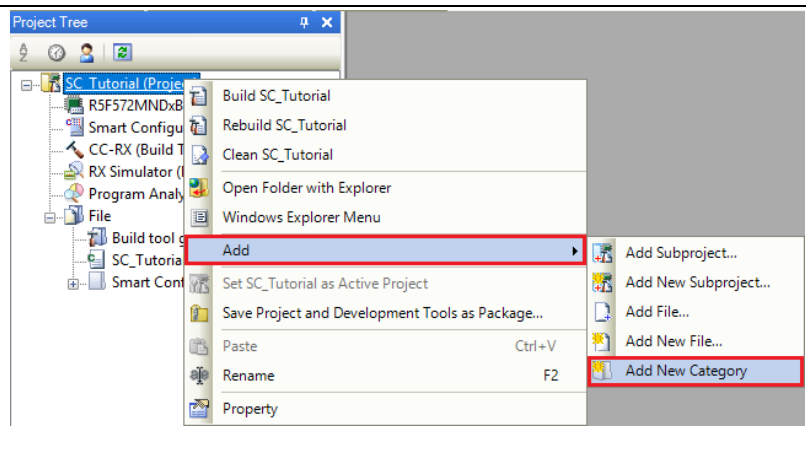 Project Tree
SC_Tutorial (Projec
R5F572MNDxB
Smart Configu
CC-RX (Build T
RX Simulator (
Program Analy
File
Build tool g
SC_Tutoria
Smart Conf
Build SC_Tutorial
Rebuild SC_Tutorial
Clean SC_Tutorial
Open Folder with Explorer
Windows Explorer Menu
Add
Set SC_Tutorial as Active Project
Save Project and Development Tools as Package...
Paste Ctrl+V
Rename F2
Property
Add Subproject...
Add New Subproject...
Add File...
Add New File...
Add New Category